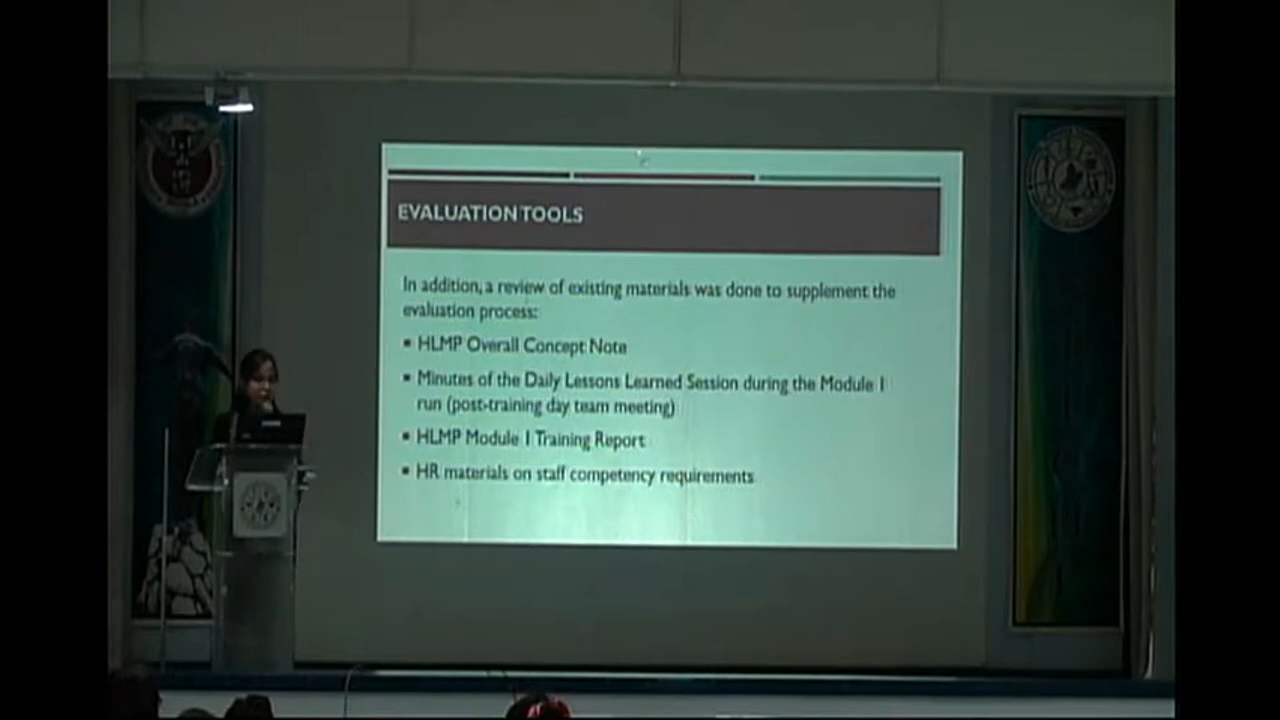 EVALUATION TOOLS
In addition, a review of existing materials was done to supplement the
evaluation process:
▪ HLMP Overall Concept Note
▪ Minutes of the Daily Lessons Learned Session during the Module 1
run (post-training day team meeting)
▪ HLMP Module 1 Training Report
▪ HR materials on staff competency requirements